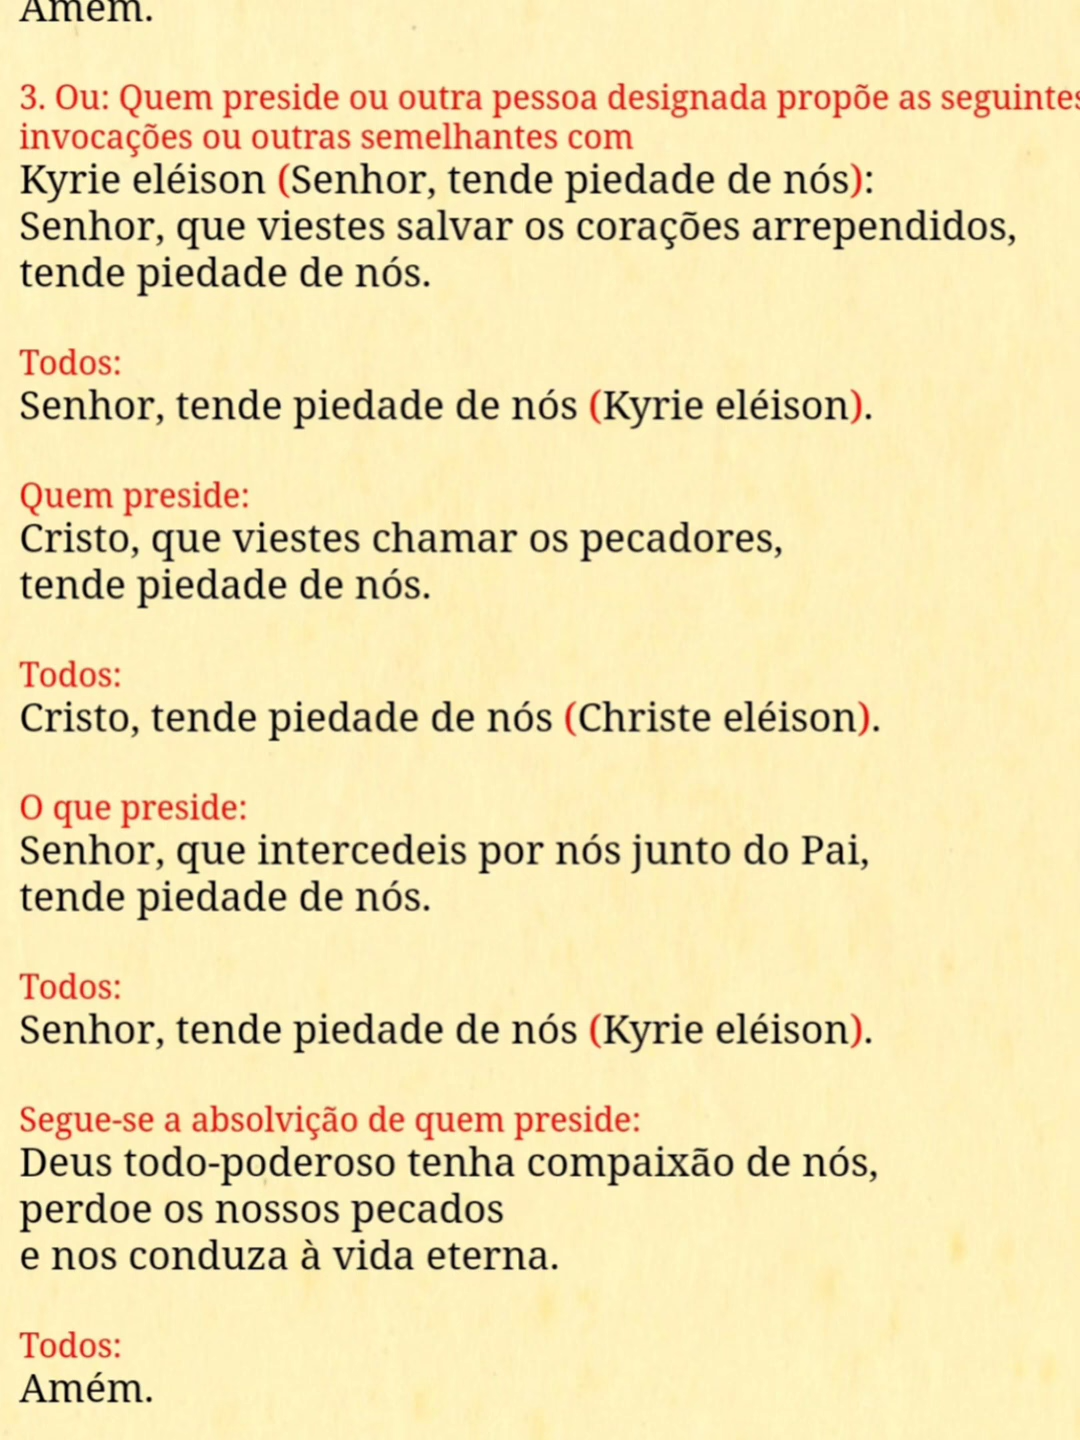 Amém.
3. Ou: Quem preside ou outra pessoa designada propõe as seguintes
invocações ou outras semelhantes com
Kyrie eléison (Senhor, tende piedade de nós):
Senhor, que viestes salvar os corações arrependidos,
tende piedade de nós.
Todos:
Senhor, tende piedade de nós (Kyrie eléison).
Quem preside:
Cristo, que viestes chamar os pecadores,
tende piedade de nós.
Todos:
Cristo, tende piedade de nós (Christe eléison).
O que preside:
Senhor, que intercedeis por nós junto do Pai,
tende piedade de nós.
Todos:
Senhor, tende piedade de nós (Kyrie eléison).
Segue-se a absolvição de quem preside:
Deus todo-poderoso tenha compaixão de nós,
perdoe os nossos pecados
e nos conduza à vida eterna.
Todos:
Amém.